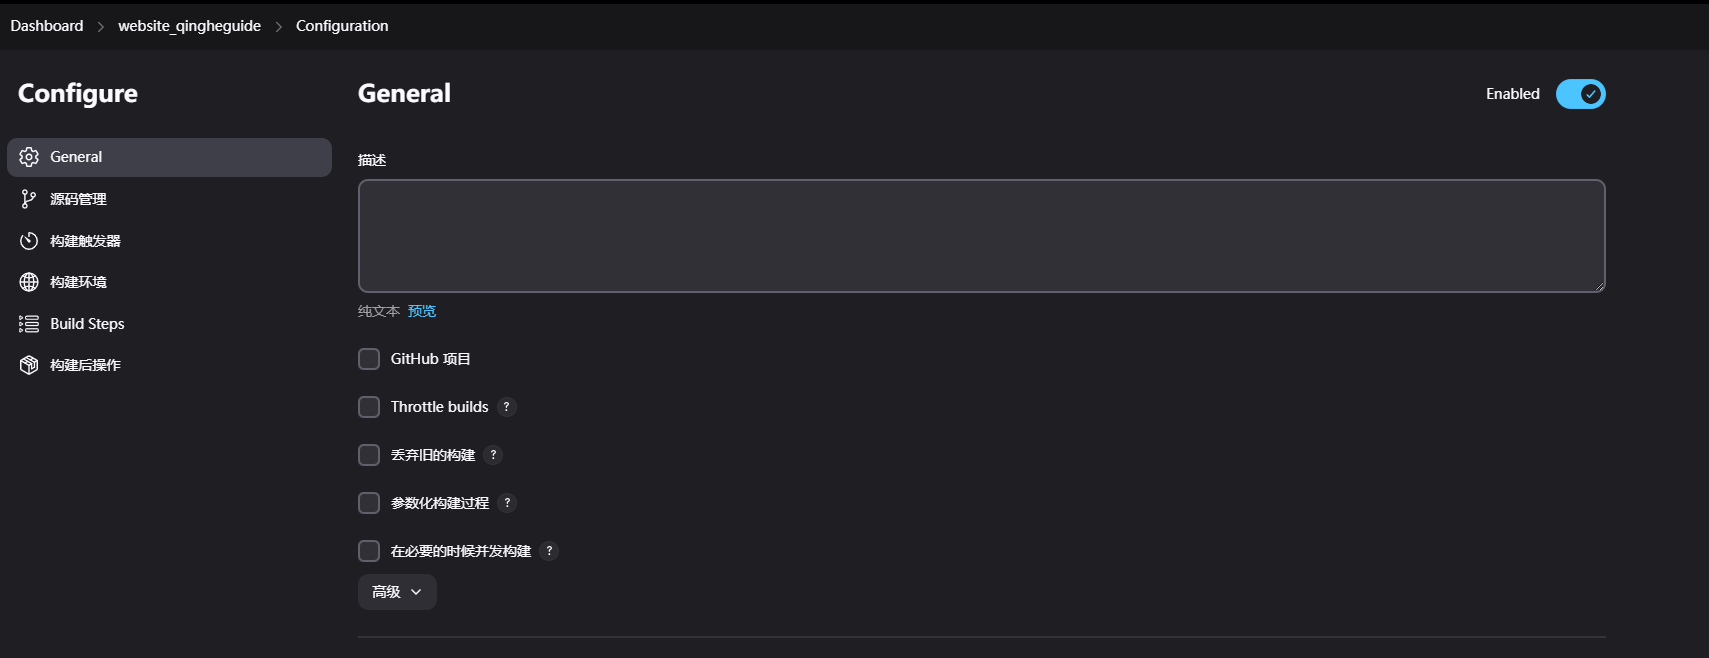 Dashboard > website_qingheguide > Configuration
Configure
General
源码管理
构建触发器
构建环境
Build Steps
构建后操作
General
Enabled
描述
纯文本 预览
GitHub 项目
Throttle builds ?
丢弃旧的构建 ?
参数化构建过程 ?
在必要的时候并发构建 ?
高级